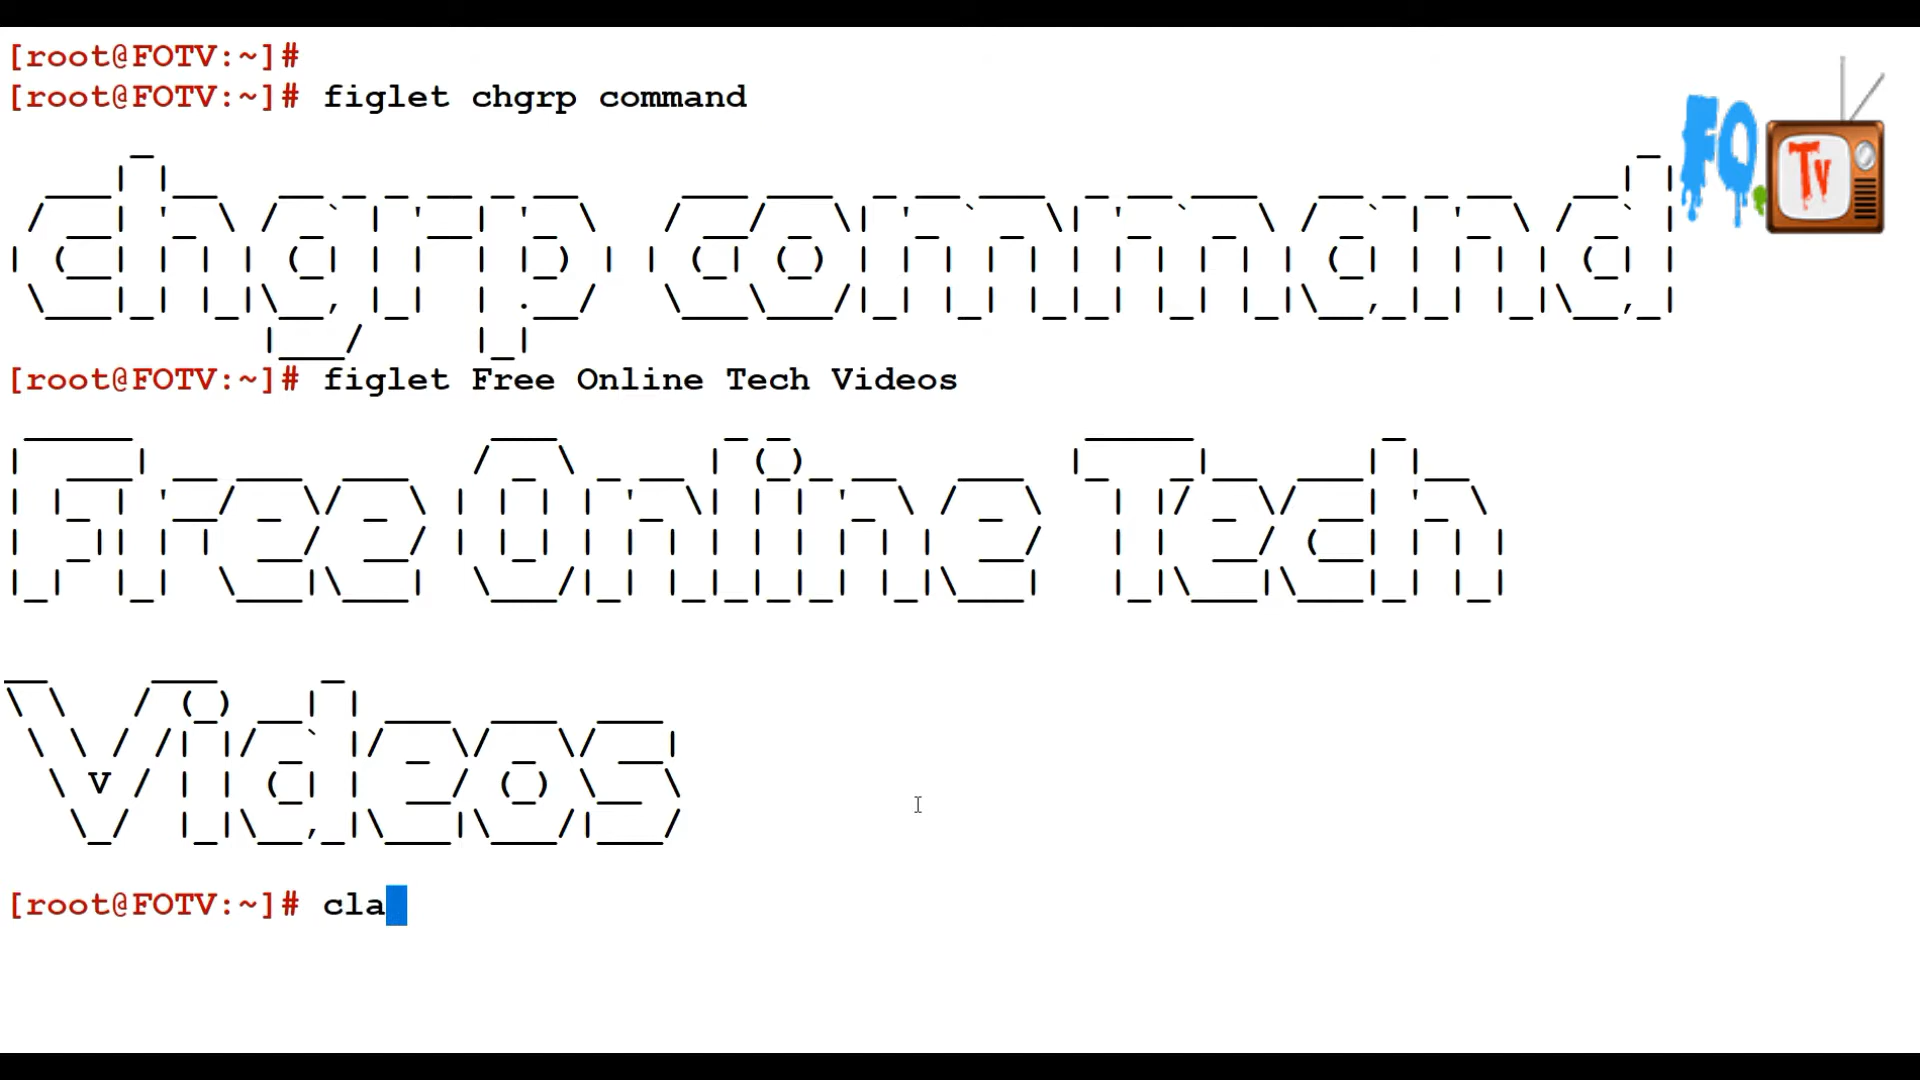 [root@FOTV:~]#
[root@FOTV:~]# figlet chgrp command
chgrp command
FO.
Tv
[root@FOTV:~]# figlet Free Online Tech Videos
Free Online Tech
Videos
[root@FOTV:~]# cla